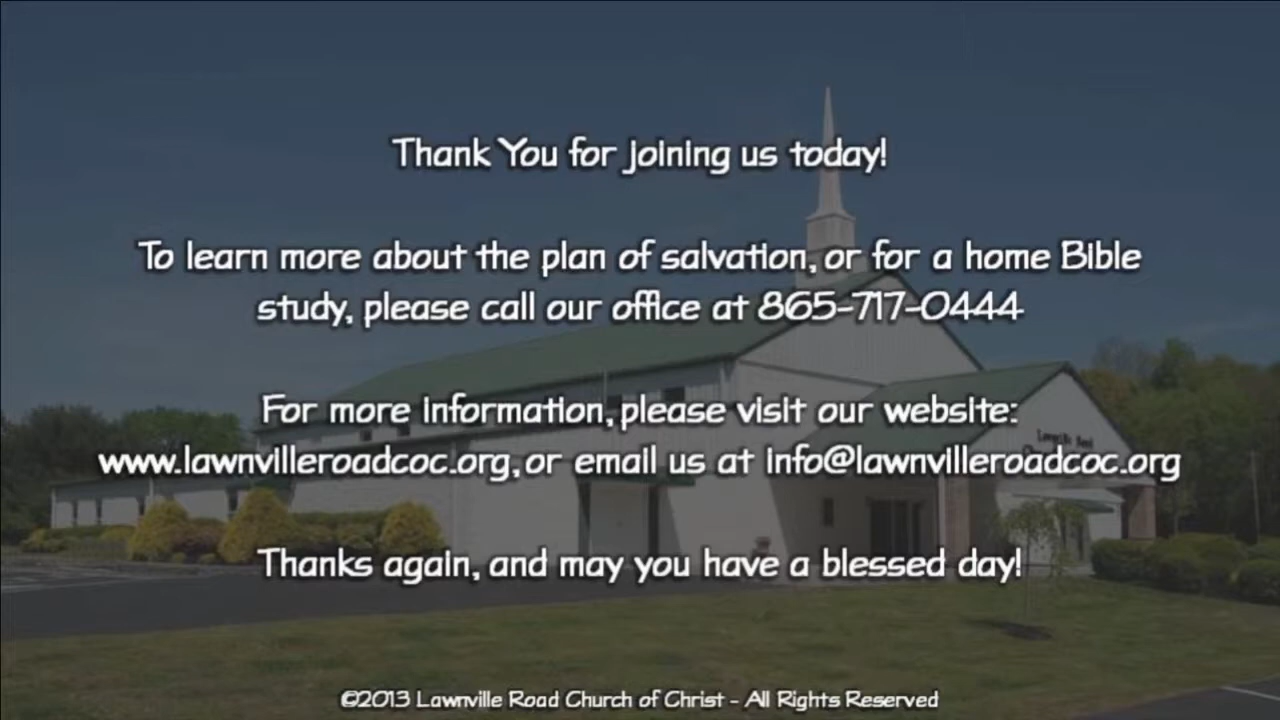 Thank You for joining us today!
To learn more about the plan of salvation, or for a home Bible
study, please call our office at 865-717-0444
For more information, please visit our website:
www.lawnvilleroadcoc.org, or email us at info@lawnvilleroadcoc.org
Thanks again, and may you have a blessed day!
©2013 Lawnville Road Church of Christ - All Rights Reserved